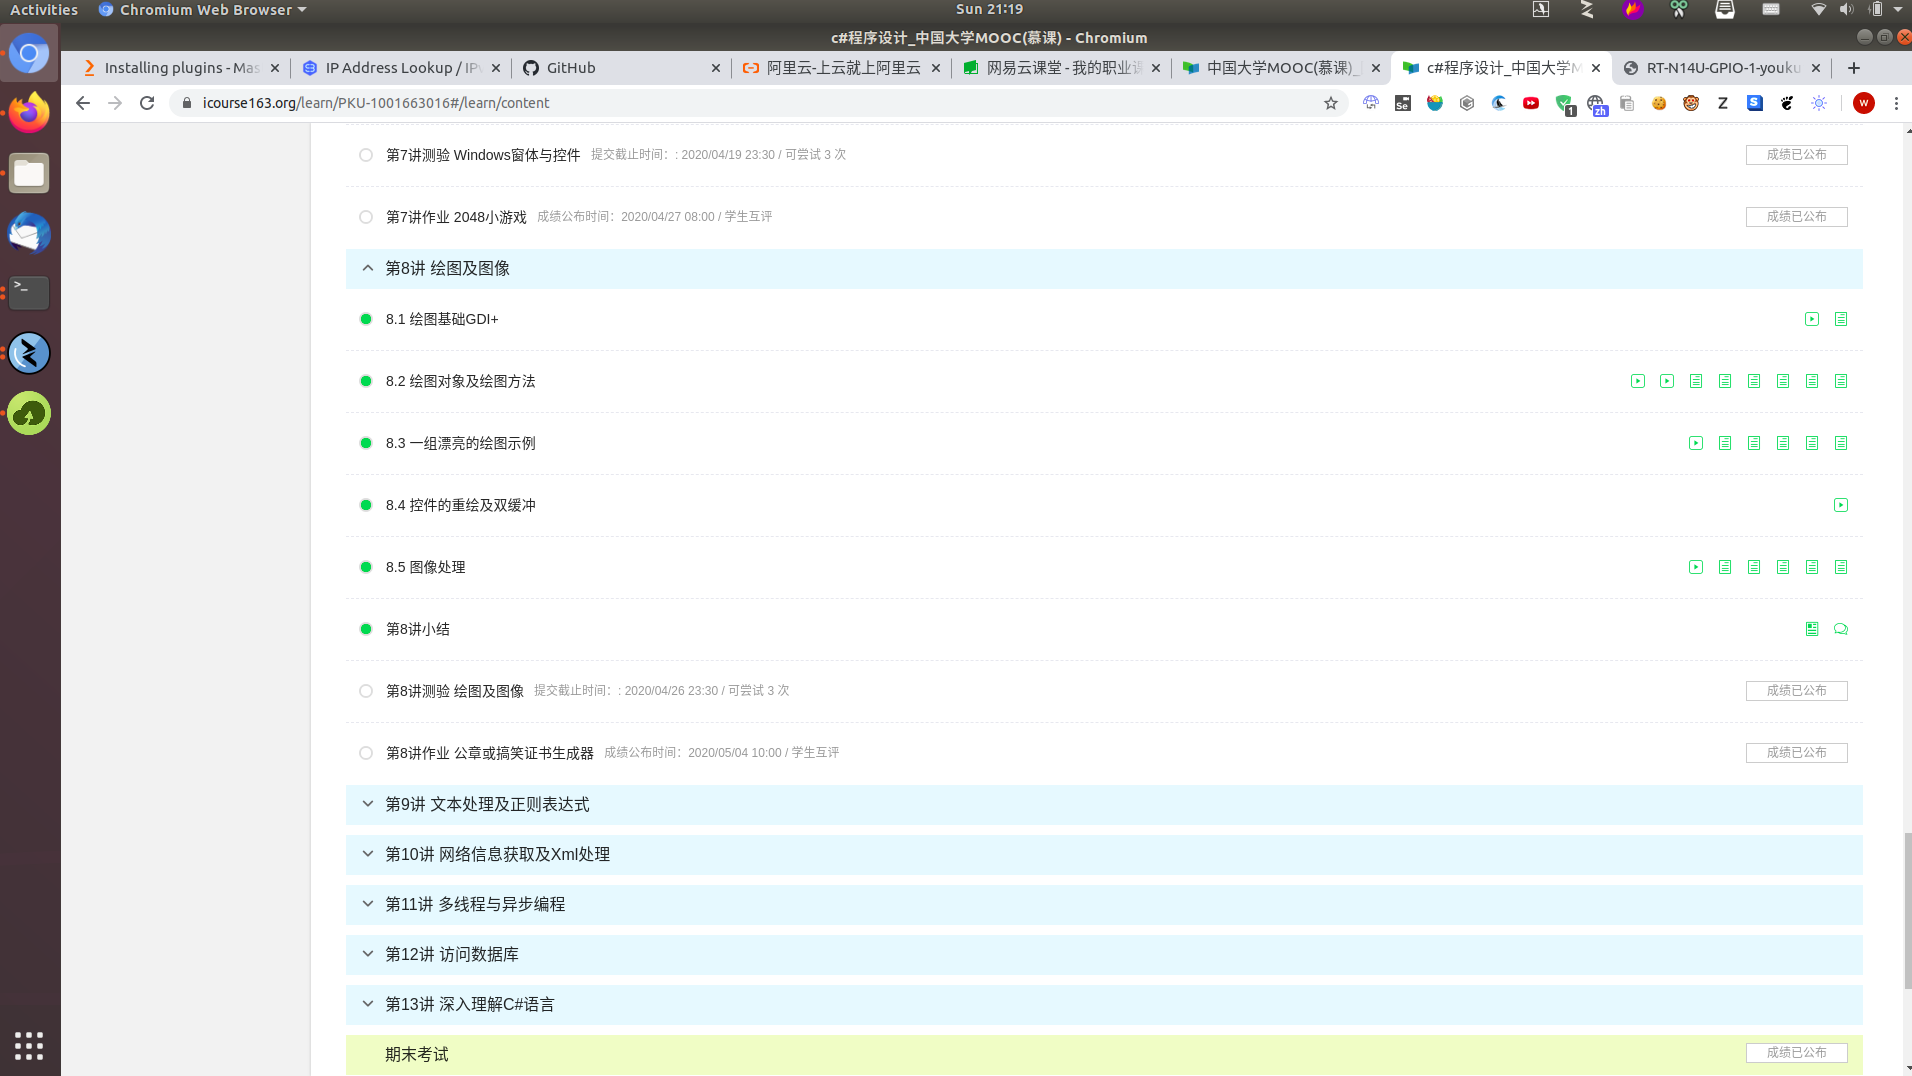 Activities
Chromium Web Browser
Sun 21:19
c#程序设计_中国大学MOOC(慕课) - Chromium
Installing plugins - Mas
IP Address Lookup / IP
GitHub
阿里云-上云就上阿里云
网易云课堂 - 我的职业
中国大学MOOC(慕课)_
c#程序设计_中国大学M
RT-N14U-GPIO-1-youku
icourse163.org/learn/PKU-1001663016#/learn/content
Se
1
zh
Z
S
W
第7讲测验 Windows窗体与控件 提交截止时间：: 2020/04/19 23:30 / 可尝试 3 次
成绩已公布
第7讲作业 2048小游戏 成绩公布时间：2020/04/27 08:00 / 学生互评
成绩已公布
第8讲 绘图及图像
8.1 绘图基础GDI+
8.2 绘图对象及绘图方法
8.3 一组漂亮的绘图示例
8.4 控件的重绘及双缓冲
8.5 图像处理
第8讲小结
第8讲测验 绘图及图像 提交截止时间：: 2020/04/26 23:30 / 可尝试 3 次
成绩已公布
第8讲作业 公章或搞笑证书生成器 成绩公布时间：2020/05/04 10:00 / 学生互评
成绩已公布
第9讲 文本处理及正则表达式
第10讲 网络信息获取及Xml处理
第11讲 多线程与异步编程
第12讲 访问数据库
第13讲 深入理解C#语言
期末考试
成绩已公布